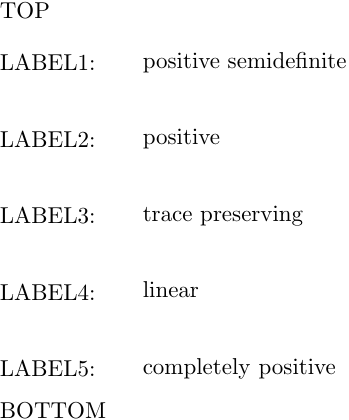 TOP
LABEL1: positive semidefinite
LABEL2: positive
LABEL3: trace preserving
LABEL4: linear
LABEL5: completely positive
BOTTOM